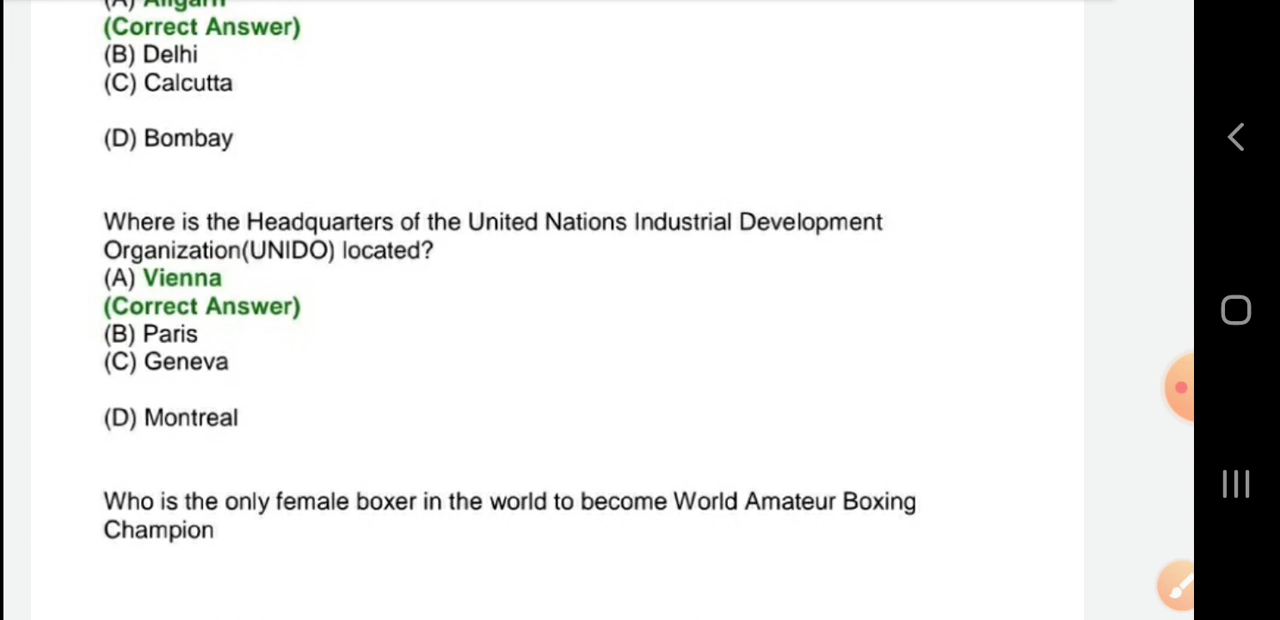 (A) Aligarh
(Correct Answer)
(B) Delhi
(C) Calcutta
(D) Bombay
Where is the Headquarters of the United Nations Industrial Development
Organization(UNIDO) located?
(A) Vienna
(Correct Answer)
(B) Paris
(C) Geneva
(D) Montreal
Who is the only female boxer in the world to become World Amateur Boxing
Champion